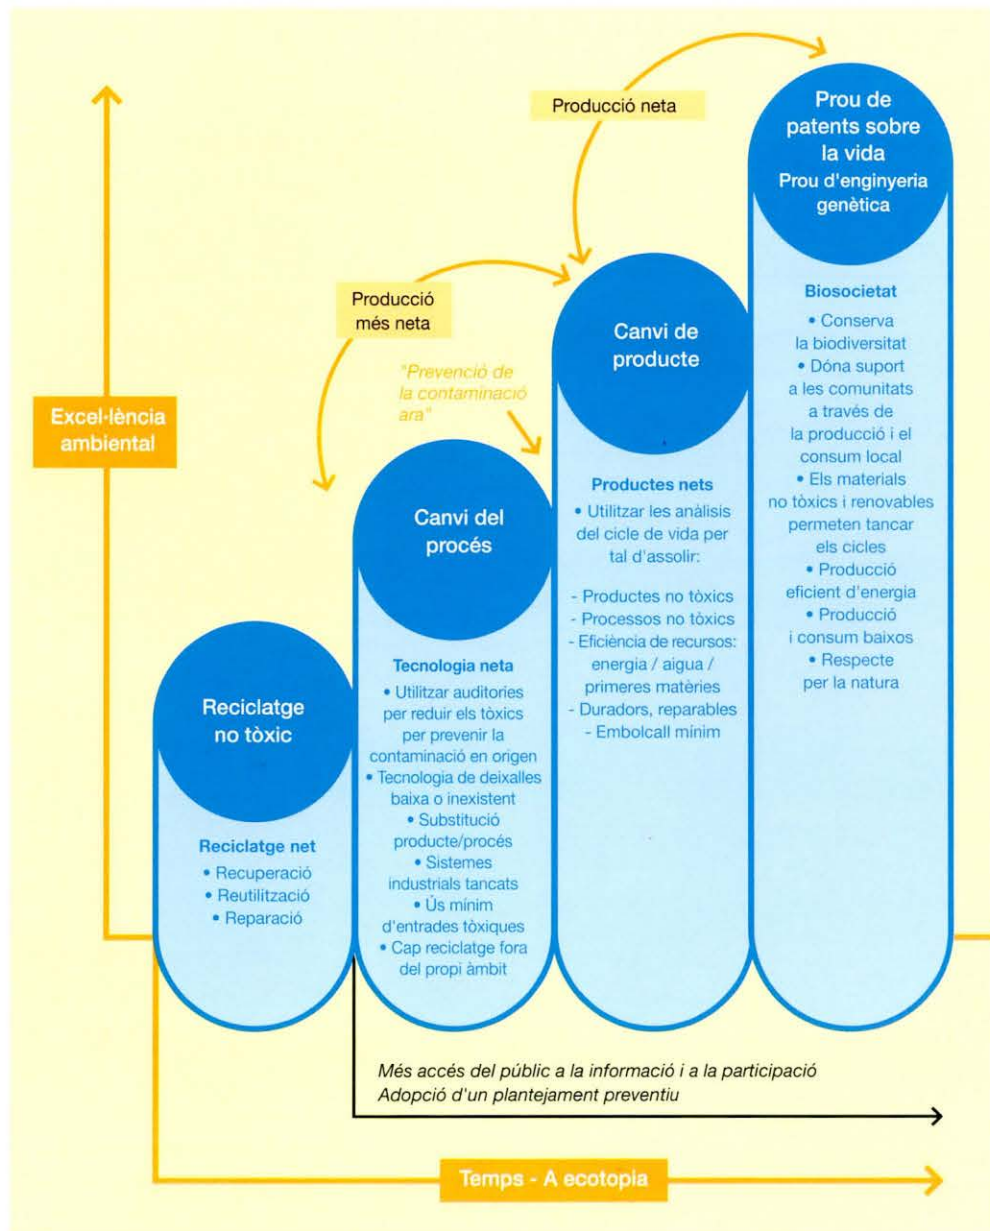 Producció neta
Prou de
patents sobre
la vida
Prou d'enginyeria
genètica
Biosocietat
• Conserva
la biodiversitat
• Dóna suport
a les comunitats
a través de
la producció i el
consum local
• Els materials
no tòxics i renovables
permeten tancar
els cicles
• Producció
eficient d'energia
• Producció
i consum baixos
• Respecte
per la natura
Producció
més neta
Canvi de
producte
Productes nets
• Utilitzar les anàlisis
del cicle de vida per
tal d'assolir:
- Productes no tòxics
- Processos no tòxics
- Eficiència de recursos:
energia / aigua /
primeres matèries
- Duradors, reparables
- Embolcall mínim
"Prevenció de
la contaminació
ara"
Excel·lència
ambiental
Canvi del
procés
Tecnologia neta
• Utilitzar auditories
per reduir els tòxics
per prevenir la
contaminació en origen
• Tecnologia de deixalles
baixa o inexistent
• Substitució
producte/procés
• Sistemes
industrials tancats
• Ús mínim
d'entrades tòxiques
• Cap reciclatge fora
del propi àmbit
Reciclatge
no tòxic
Reciclatge net
• Recuperació
• Reutilització
• Reparació
Més accés del públic a la informació i a la participació
Adopció d'un plantejament preventiu
Temps - A ecotopia